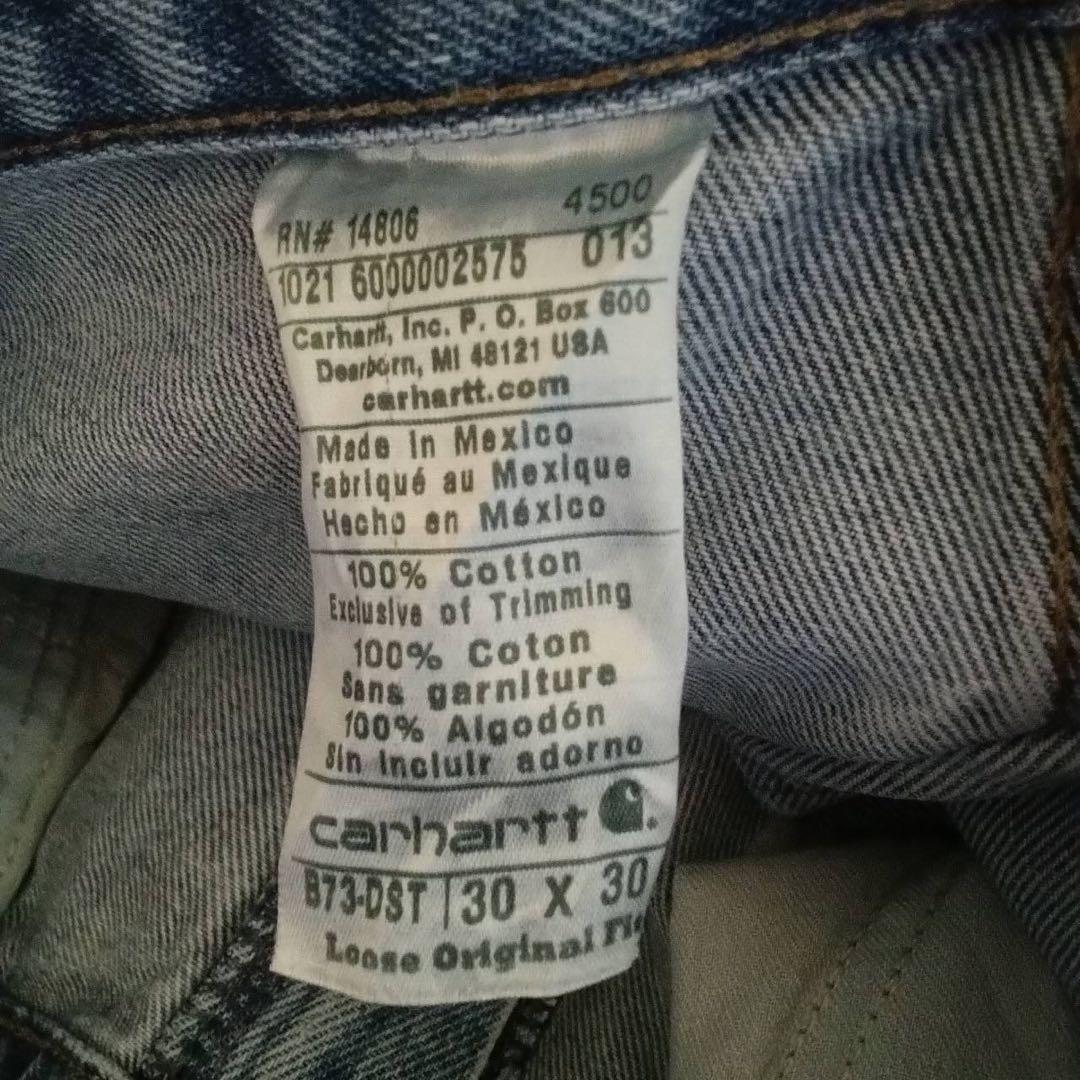 RN# 14806 4500
1021 6000002575 013
Carhartt, Inc. P. O. Box 600
Dearborn, MI 48121 USA
carhartt.com
Made In Mexico
Fabriqué au Mexique
Hecho en México
100% Cotton
Exclusive of Trimming
100% Coton
Sans garniture
100% Algodón
Sin incluir adorno
carhartt
B73-DST | 30 X 30
Loose Original Fit